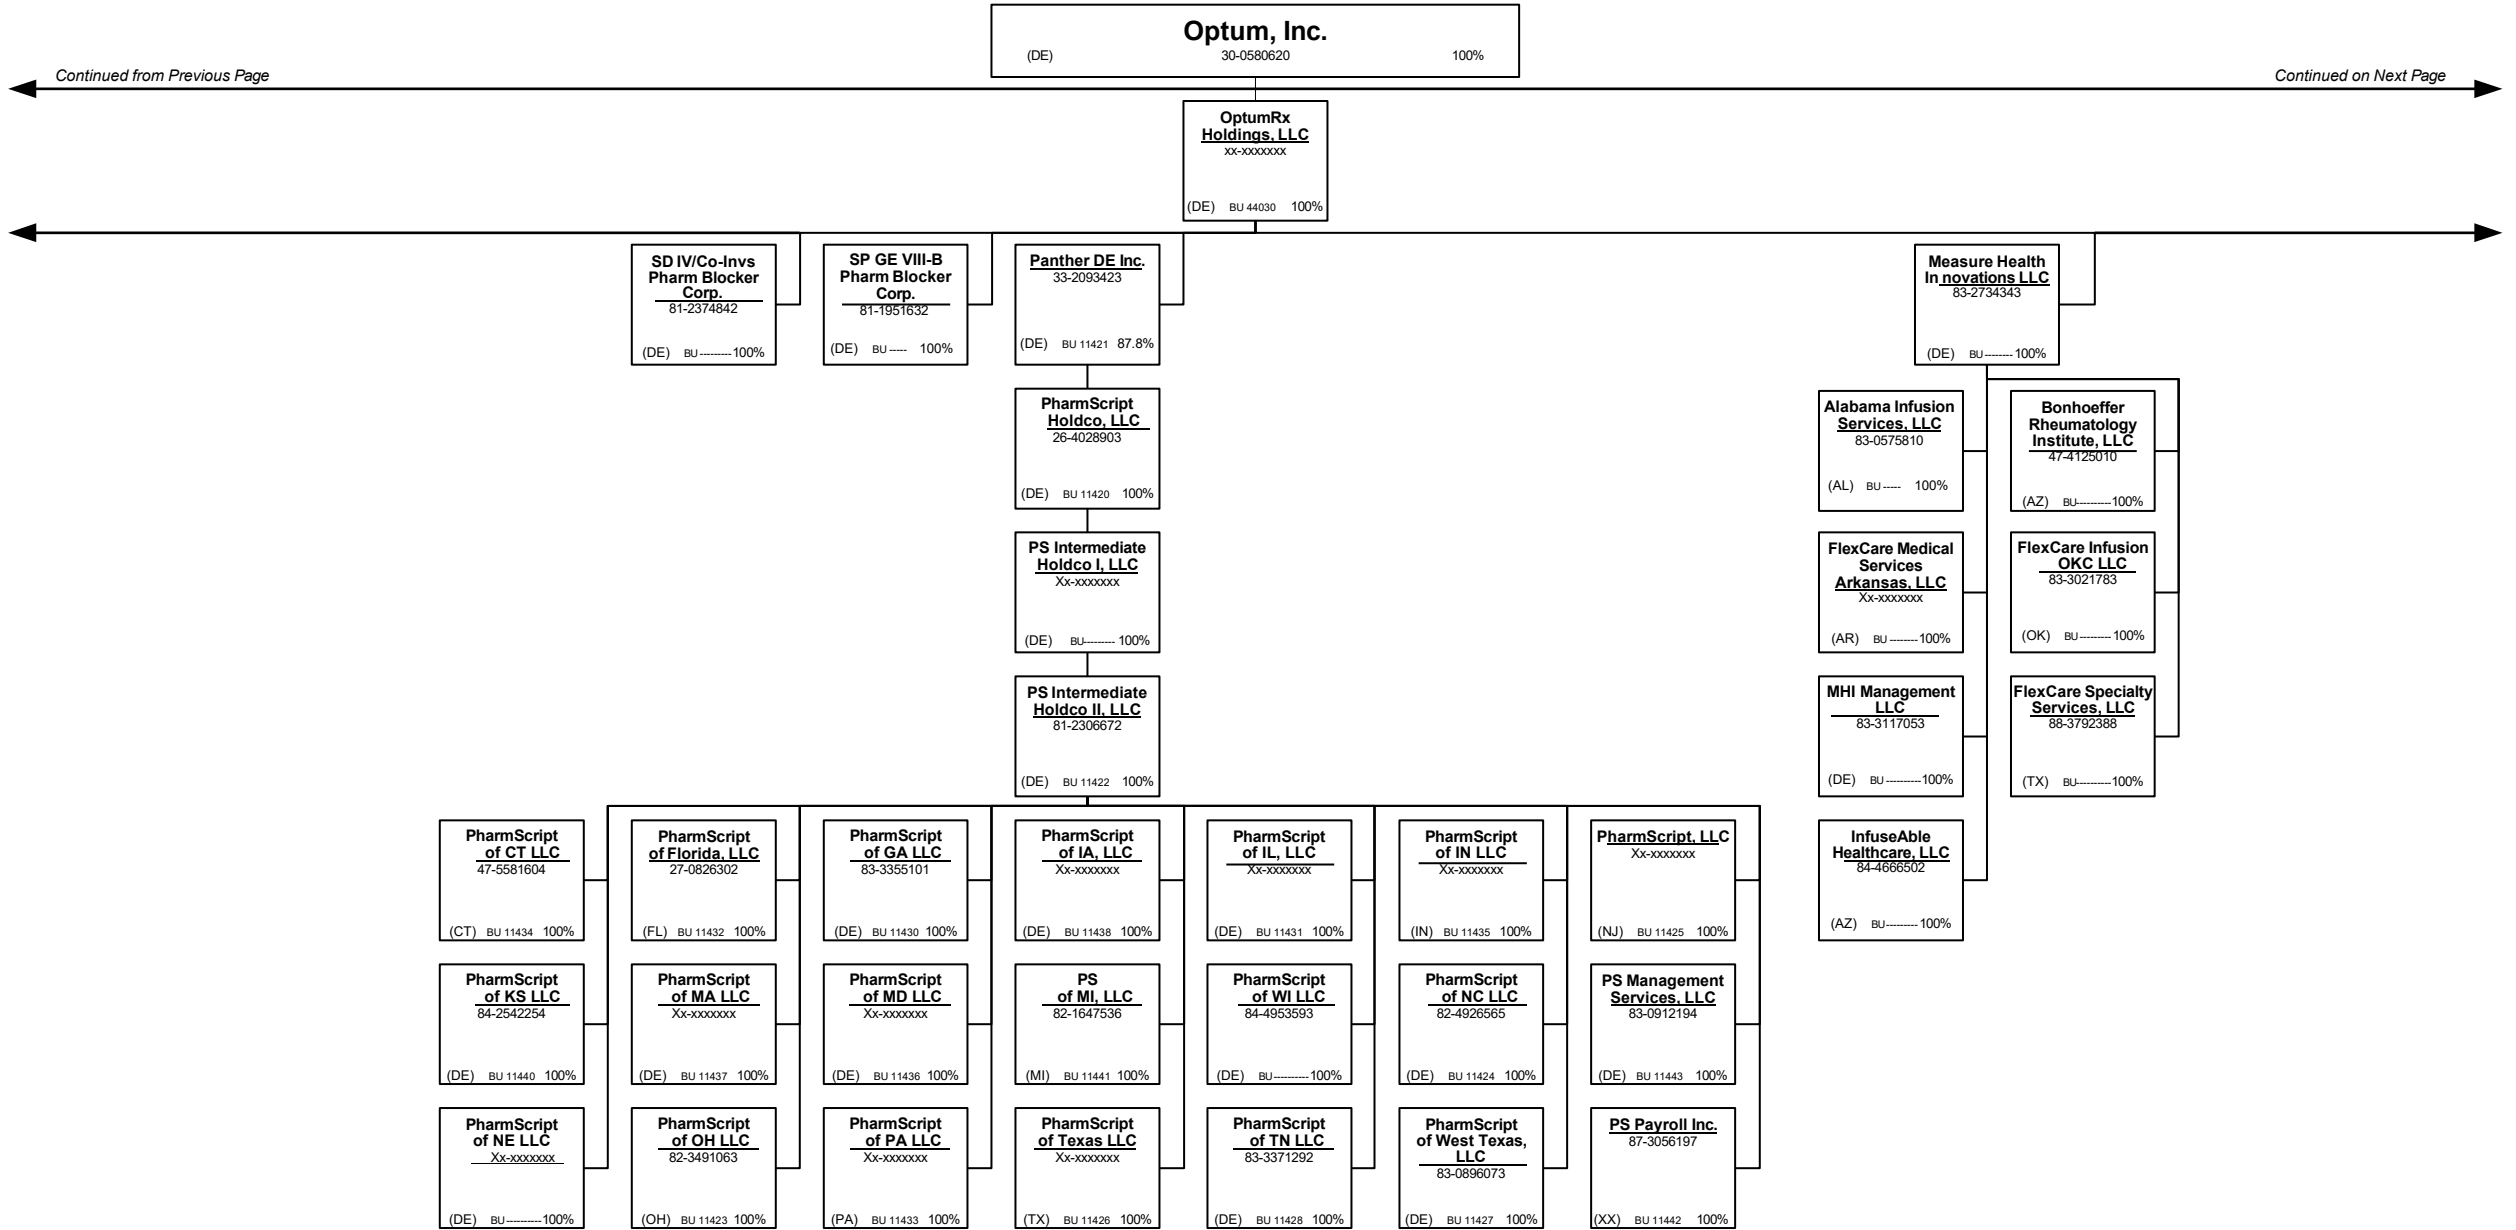 Optum, Inc.
(DE) 30-0580620 100%
Continued from Previous Page
Continued on Next Page
OptumRx
Holdings, LLC
xx-xxxxxxx
(DE) BU 44030 100%
SD IV/Co-Invs
Pharm Blocker
Corp.
81-2374842
(DE) BU --------- 100%
SP GE VIII-B
Pharm Blocker
Corp.
81-1951632
(DE) BU ----- 100%
Panther DE Inc.
33-2093423
(DE) BU 11421 87.8%
Measure Health
In novations LLC
83-2734343
(DE) BU -------- 100%
PharmScript
Holdco, LLC
26-4028903
(DE) BU 11420 100%
Alabama Infusion
Services, LLC
83-0575810
(AL) BU ----- 100%
Bonhoeffer
Rheumatology
Institute, LLC
47-4125010
(AZ) BU---------- 100%
PS Intermediate
Holdco I, LLC
Xx-xxxxxxx
(DE) BU--------- 100%
FlexCare Medical
Services
Arkansas, LLC
Xx-xxxxxxx
(AR) BU -------- 100%
FlexCare Infusion
OKC LLC
83-3021783
(OK) BU --------- 100%
PS Intermediate
Holdco II, LLC
81-2306672
(DE) BU 11422 100%
MHI Management
LLC
83-3117053
(DE) BU ---------- 100%
FlexCare Specialty
Services, LLC
88-3792388
(TX) BU---------- 100%
PharmScript
of CT LLC
47-5581604
(CT) BU 11434 100%
PharmScript
of Florida, LLC
27-0826302
(FL) BU 11432 100%
PharmScript
of GA LLC
83-3355101
(DE) BU 11430 100%
PharmScript
of IA, LLC
Xx-xxxxxxx
(DE) BU 11438 100%
PharmScript
of IL, LLC
Xx-xxxxxxx
(DE) BU 11431 100%
PharmScript
of IN LLC
Xx-xxxxxxx
(IN) BU 11435 100%
PharmScript, LLC
Xx-xxxxxxx
(NJ) BU 11425 100%
InfuseAble
Healthcare, LLC
84-4666502
(AZ) BU--------- 100%
PharmScript
of KS LLC
84-2542254
(DE) BU 11440 100%
PharmScript
of MA LLC
Xx-xxxxxxx
(DE) BU 11437 100%
PharmScript
of MD LLC
Xx-xxxxxxx
(DE) BU 11436 100%
PS
of MI, LLC
82-1647536
(MI) BU 11441 100%
PharmScript
of WI LLC
84-4953593
(DE) BU---------- 100%
PharmScript
of NC LLC
82-4926565
(DE) BU 11424 100%
PS Management
Services, LLC
83-0912194
(DE) BU 11443 100%
PharmScript
of NE LLC
Xx-xxxxxxx
(DE) BU ---------- 100%
PharmScript
of OH LLC
82-3491063
(OH) BU 11423 100%
PharmScript
of PA LLC
Xx-xxxxxxx
(PA) BU 11433 100%
PharmScript
of Texas LLC
Xx-xxxxxxx
(TX) BU 11426 100%
PharmScript
of TN LLC
83-3371292
(DE) BU 11428 100%
PharmScript
of West Texas,
LLC
83-0896073
(DE) BU 11427 100%
PS Payroll Inc.
87-3056197
(XX) BU 11442 100%